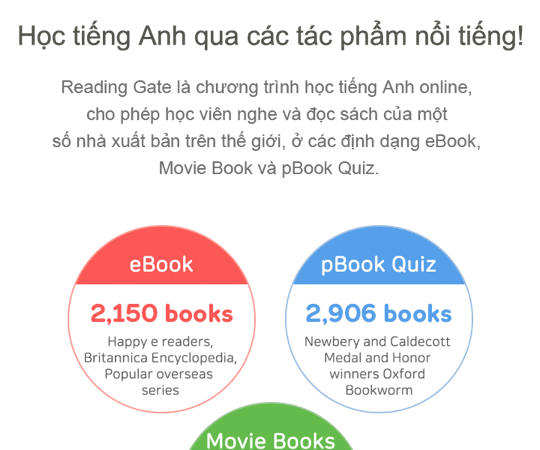 Học tiếng Anh qua các tác phẩm nổi tiếng!
Reading Gate là chương trình học tiếng Anh online,
cho phép học viên nghe và đọc sách của một
số nhà xuất bản trên thế giới, ở các định dạng eBook,
Movie Book và pBook Quiz.
eBook
2,150 books
Happy e readers,
Britannica Encyclopedia,
Popular overseas
series
pBook Quiz
2,906 books
Newbery and Caldecott
Medal and Honor
winners Oxford
Bookworm
Movie Books